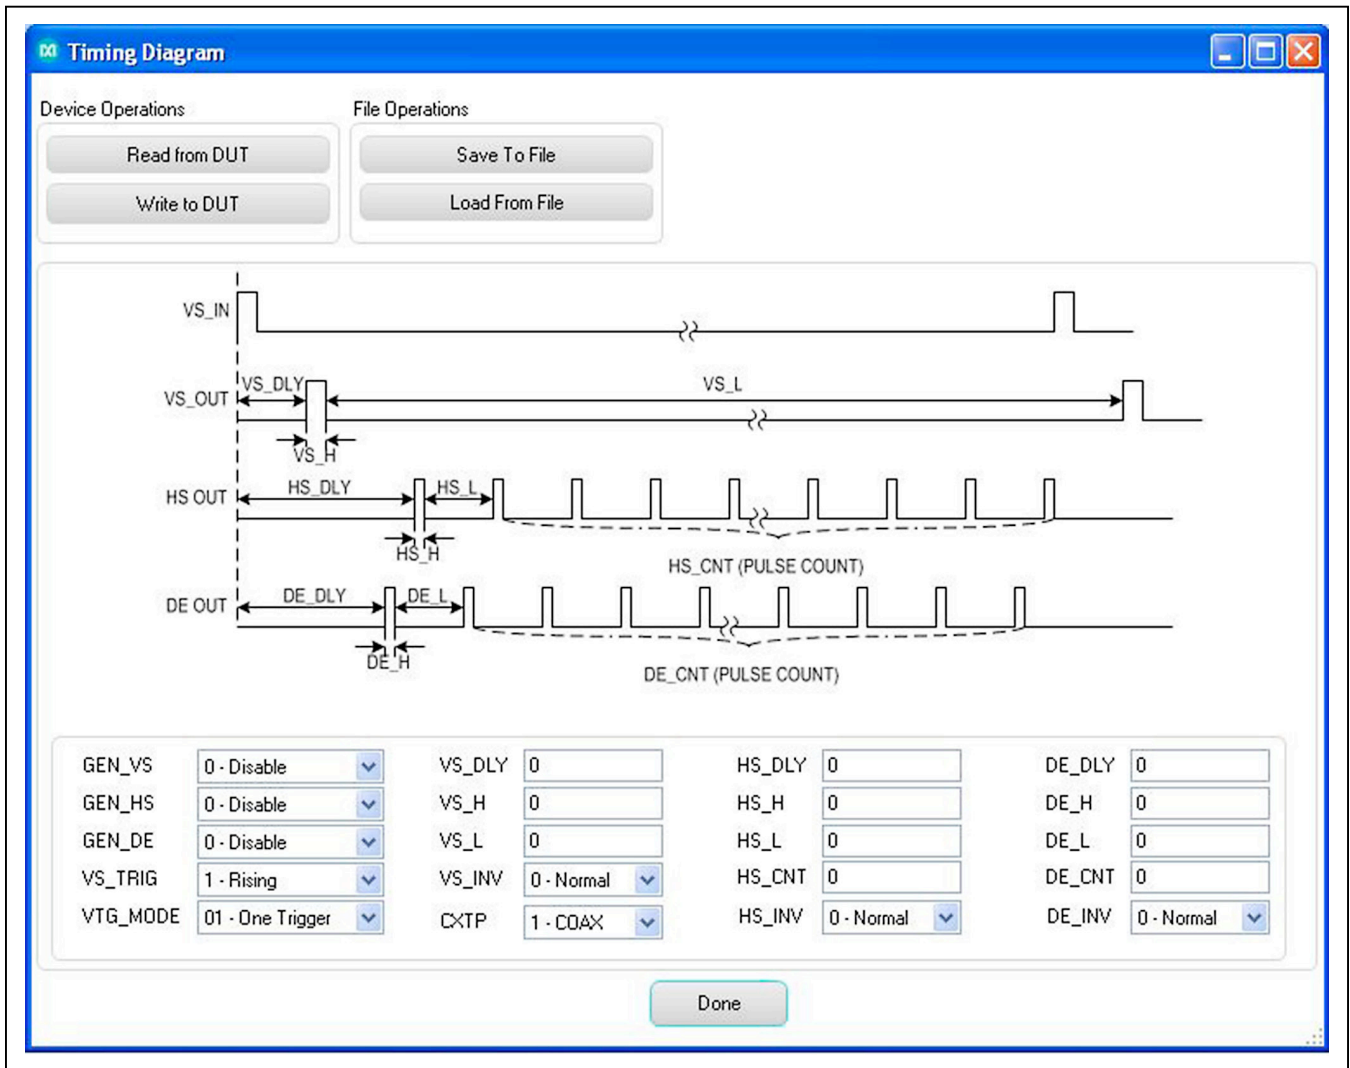 Timing Diagram
Device Operations
File Operations
Read from DUT
Save To File
Write to DUT
Load From File
VS_IN
VS_OUT
VS_DLY
VS_L
VS_H
HS OUT
HS_DLY
HS_L
HS_H
HS_CNT (PULSE COUNT)
DE OUT
DE_DLY
DE_L
DE_H
DE_CNT (PULSE COUNT)
GEN_VS 0 - Disable VS_DLY 0 HS_DLY 0 DE_DLY 0
GEN_HS 0 - Disable VS_H 0 HS_H 0 DE_H 0
GEN_DE 0 - Disable VS_L 0 HS_L 0 DE_L 0
VS_TRIG 1 - Rising VS_INV 0 - Normal HS_CNT 0 DE_CNT 0
VTG_MODE 01 - One Trigger CXTP 1 - COAX HS_INV 0 - Normal DE_INV 0 - Normal
Done